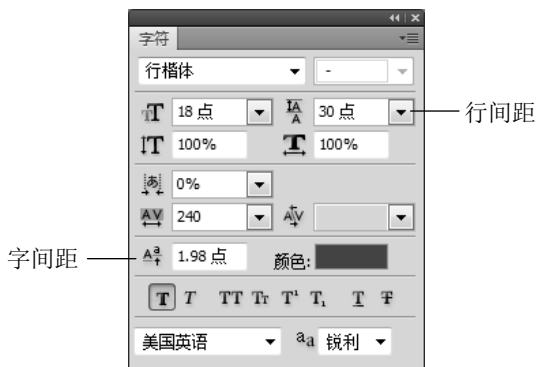 字符
行楷体 -
18 点 30 点 行间距
100% 100%
0%
240
字间距 1.98 点 颜色:
T T TT Tr T¹ T₁ T T
美国英语 aa 锐利